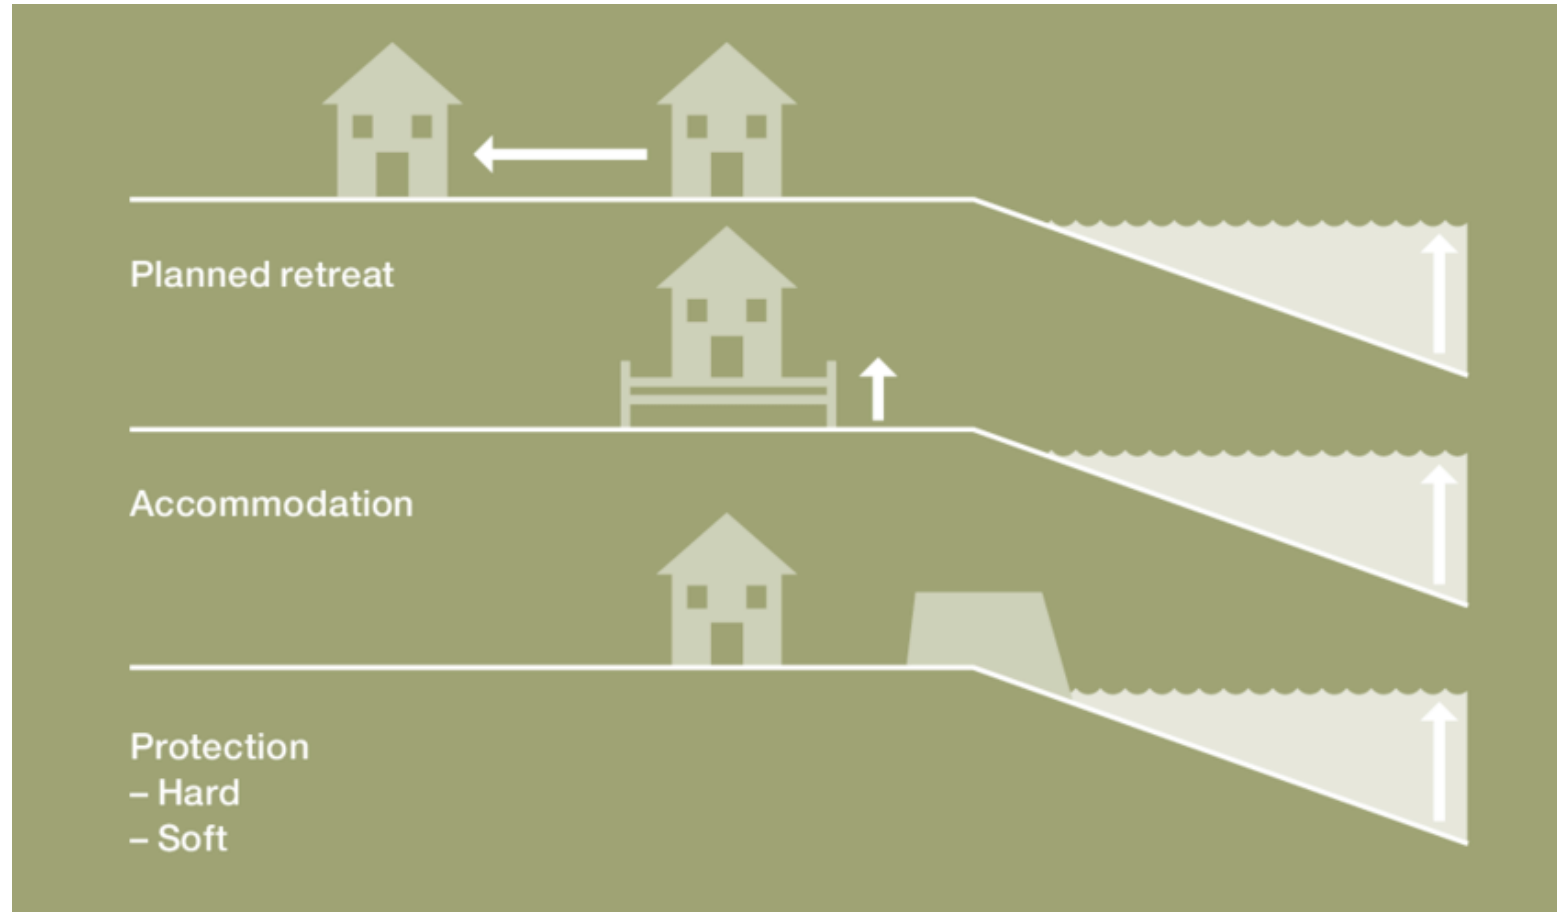 Planned retreat
Accommodation
Protection
– Hard
– Soft